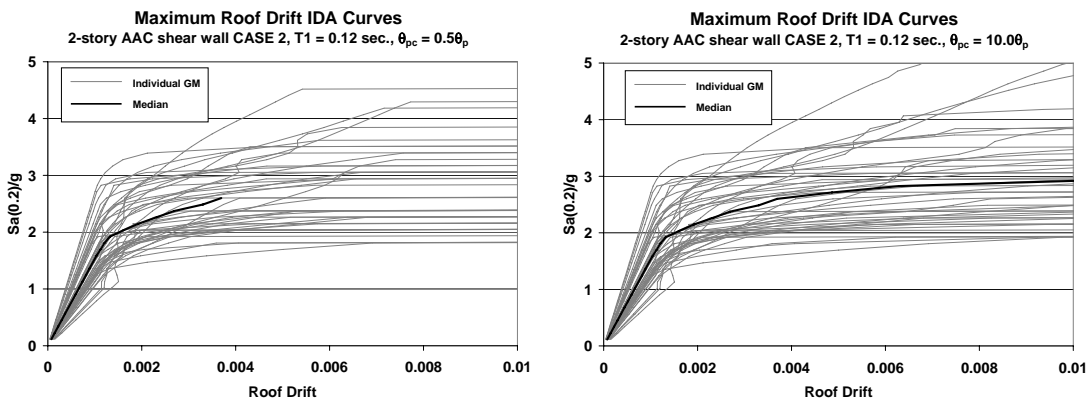 Maximum Roof Drift IDA Curves
2-story AAC shear wall CASE 2, T1 = 0.12 sec., θpc = 0.5θp
5
4
3
2
1
0
Sa(0.2)/g
Individual GM
Median
0 0.002 0.004 0.006 0.008 0.01
Roof Drift
Maximum Roof Drift IDA Curves
2-story AAC shear wall CASE 2, T1 = 0.12 sec., θpc = 10.0θp
5
4
3
2
1
0
Sa(0.2)/g
Individual GM
Median
0 0.002 0.004 0.006 0.008 0.01
Roof Drift